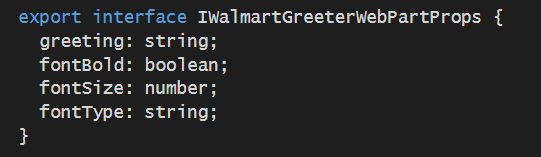 export interface IWalmartGreeterWebPartProps {
  greeting: string;
  fontBold: boolean;
  fontSize: number;
  fontType: string;
}